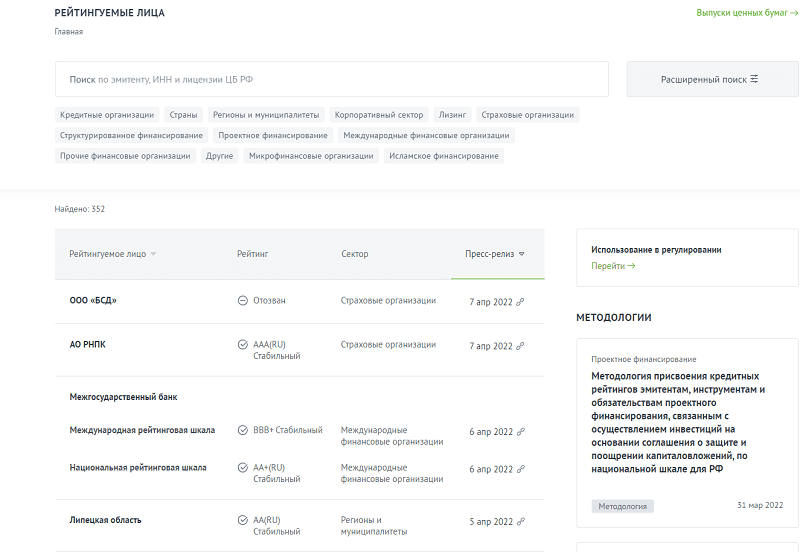 РЕЙТИНГУЕМЫЕ ЛИЦА
Выпуски ценных бумаг →
Главная
Поиск по эмитенту, ИНН и лицензии ЦБ РФ
Расширенный поиск
Кредитные организации
Страны
Регионы и муниципалитеты
Корпоративный сектор
Лизинг
Страховые организации
Структурированное финансирование
Проектное финансирование
Международные финансовые организации
Прочие финансовые организации
Другие
Микрофинансовые организации
Исламское финансирование
Найдено: 352
Рейтингуемое лицо
Рейтинг
Сектор
Пресс-релиз
ООО «БСД»
Отозван
Страховые организации
7 апр 2022
АО РНПК
AAA(RU)
Стабильный
Страховые организации
7 апр 2022
Межгосударственный банк
Международная рейтинговая шкала
BBB+ Стабильный
Международные
финансовые организации
6 апр 2022
Национальная рейтинговая шкала
AA+(RU)
Стабильный
Международные
финансовые организации
6 апр 2022
Липецкая область
AA(RU)
Стабильный
Регионы и
муниципалитеты
5 апр 2022
Использование в регулировании
Перейти →
МЕТОДОЛОГИИ
Проектное финансирование
Методология присвоения кредитных
рейтингов эмитентам, инструментам и
обязательствам проектного
финансирования, связанным с
осуществлением инвестиций на
основании соглашения о защите и
поощрении капиталовложений, по
национальной шкале для РФ
Методология
31 мар 2022